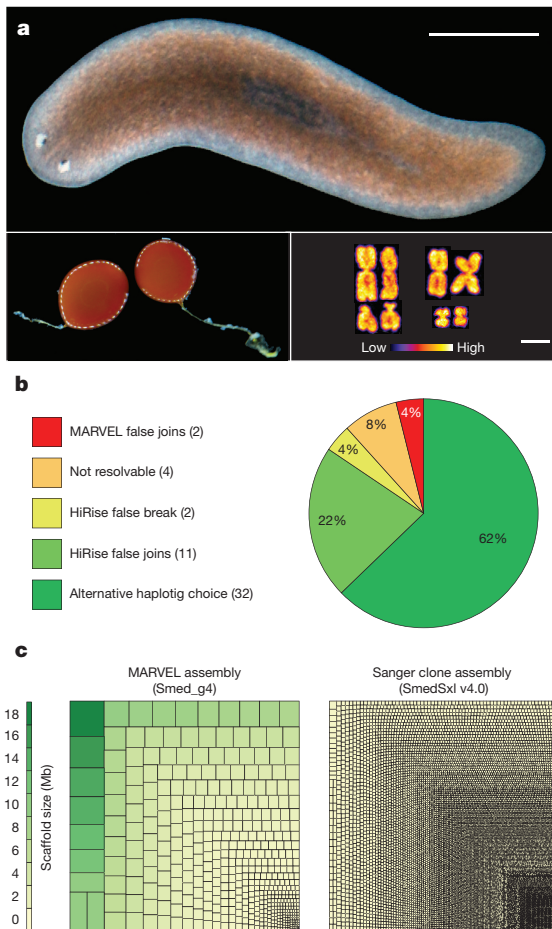 a
Low High
b
MARVEL false joins (2)
Not resolvable (4)
HiRise false break (2)
HiRise false joins (11)
Alternative haplotig choice (32)
4%
8%
4%
22%
62%
c
MARVEL assembly
(Smed_g4)
Sanger clone assembly
(SmedSxl v4.0)
Scaffold size (Mb)
18
16
14
12
10
8
6
4
2
0